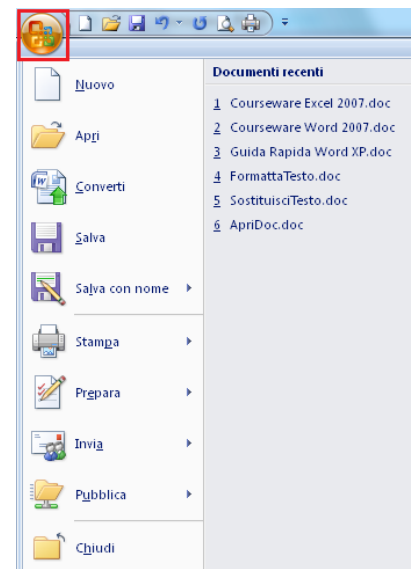 Nuovo
Apri
Converti
Salva
Salva con nome
Stampa
Prepara
Invia
Pubblica
Chiudi
Documenti recenti
1 Courseware Excel 2007.doc
2 Courseware Word 2007.doc
3 Guida Rapida Word XP.doc
4 FormattaTesto.doc
5 SostituisciTesto.doc
6 ApriDoc.doc